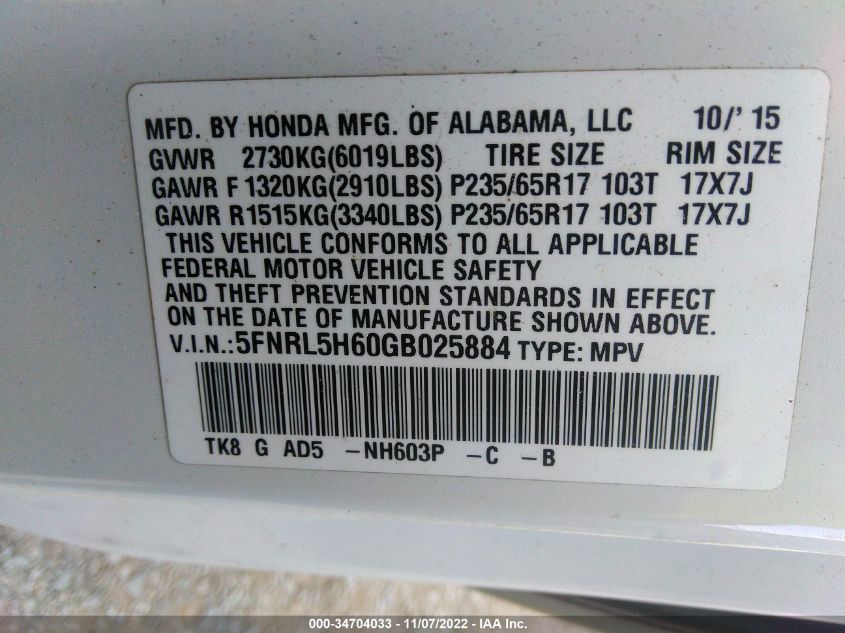 MFD. BY HONDA MFG. OF ALABAMA, LLC 10/'15
GVWR 2730KG(6019LBS) TIRE SIZE RIM SIZE
GAWR F1320KG(2910LBS) P235/65R17 103T 17X7J
GAWR R1515KG(3340LBS) P235/65R17 103T 17X7J
THIS VEHICLE CONFORMS TO ALL APPLICABLE
FEDERAL MOTOR VEHICLE SAFETY
AND THEFT PREVENTION STANDARDS IN EFFECT
ON THE DATE OF MANUFACTURE SHOWN ABOVE.
V.I.N.:5FNRL5H60GB025884 TYPE: MPV
TK8 G AD5 -NH603P -C -B
000-34704033 - 11/07/2022 - IAA Inc.